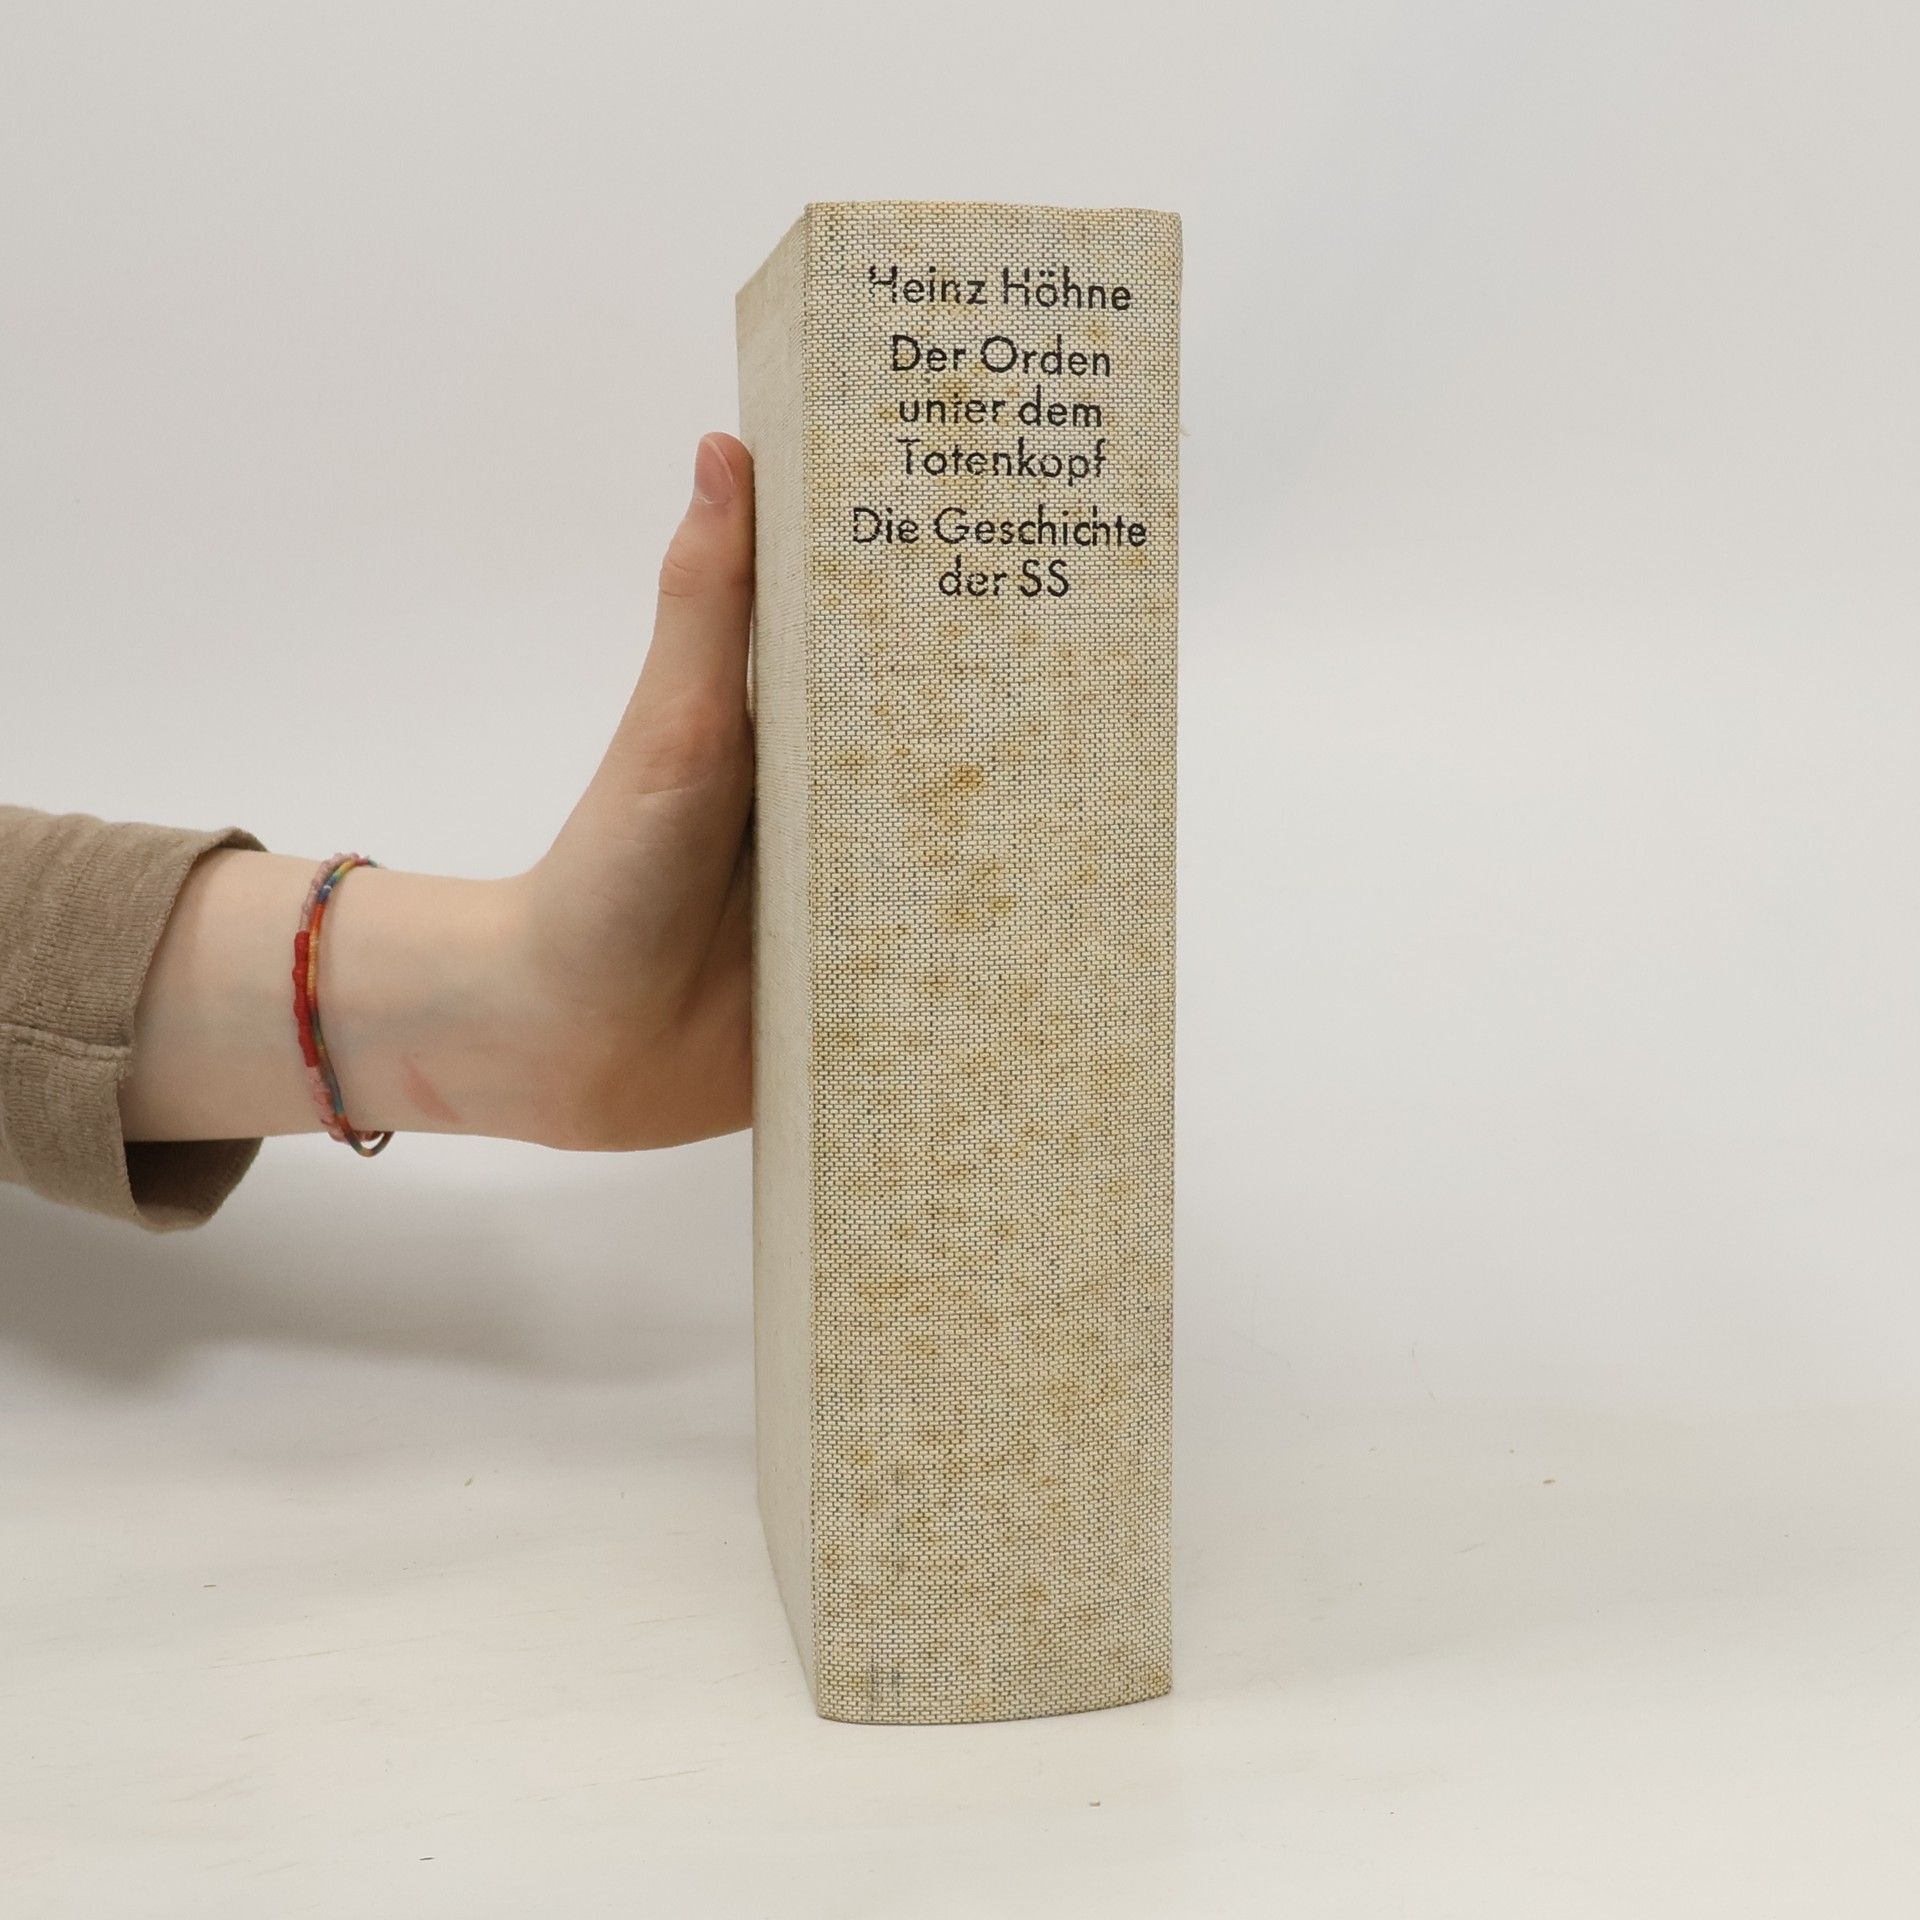 Heinz Höhne
Der Orden
unter dem
Totenkopf
Die Geschichte
der SS